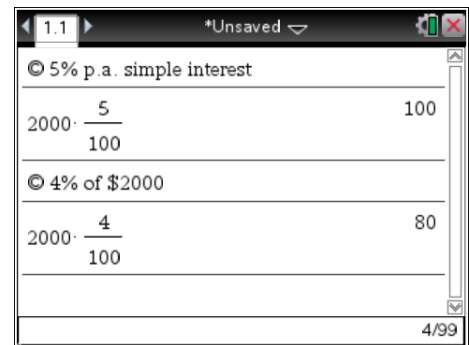 1.1 *Unsaved
© 5% p.a. simple interest
2000· 5/100 100
© 4% of $2000
2000· 4/100 80
4/99